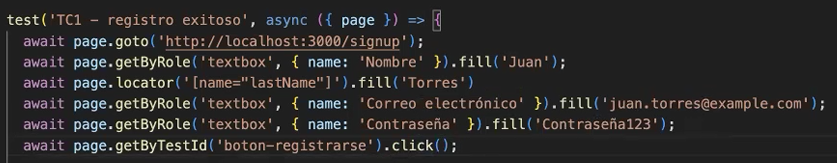 test('TC1 - registro exitoso', async ({ page }) => {
await page.goto('http://localhost:3000/signup');
await page.getByRole('textbox', { name: 'Nombre' }).fill('Juan');
await page.locator('[name="lastName"]').fill('Torres')
await page.getByRole('textbox', { name: 'Correo electrónico' }).fill('juan.torres@example.com');
await page.getByRole('textbox', { name: 'Contraseña' }).fill('Contraseña123');
await page.getByTestId('boton-registrarse').click();